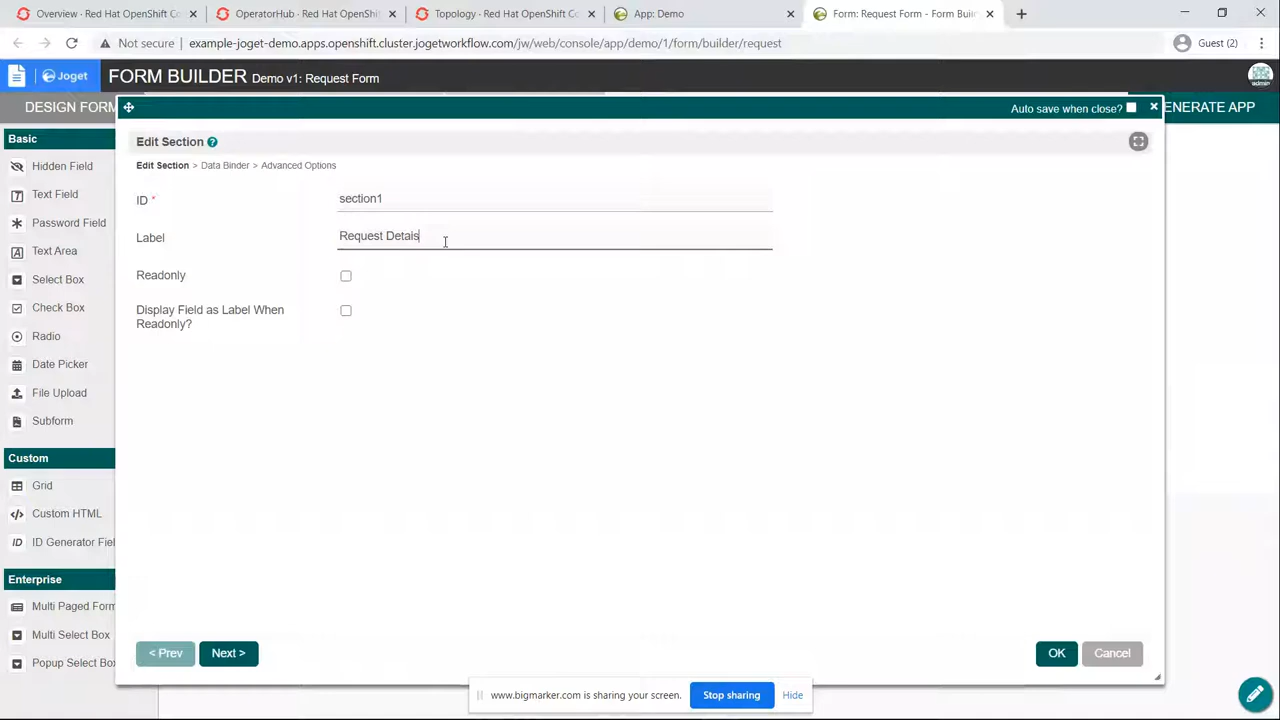 Overview - Red Hat OpenShift Co
OperatorHub - Red Hat OpenShi
Topology - Red Hat OpenShift Co
App: Demo
Form: Request Form - Form Buil
Not secure
example-joget-demo.apps.openshift.cluster.jogetworkflow.com/jw/web/console/app/demo/1/form/builder/request
Guest (2)
Joget
FORM BUILDER Demo v1: Request Form
admin
DESIGN FORM
Auto save when close?
ENERATE APP
Basic
Hidden Field
Text Field
Password Field
Text Area
Select Box
Check Box
Radio
Date Picker
File Upload
Subform
Custom
Grid
Custom HTML
ID Generator Fiel
Enterprise
Multi Paged Form
Multi Select Box
Popup Select Box
Edit Section ?
Edit Section > Data Binder > Advanced Options
ID *
section1
Label
Request Detais
Readonly
Display Field as Label When
Readonly?
< Prev
Next >
OK
Cancel
www.bigmarker.com is sharing your screen.
Stop sharing
Hide